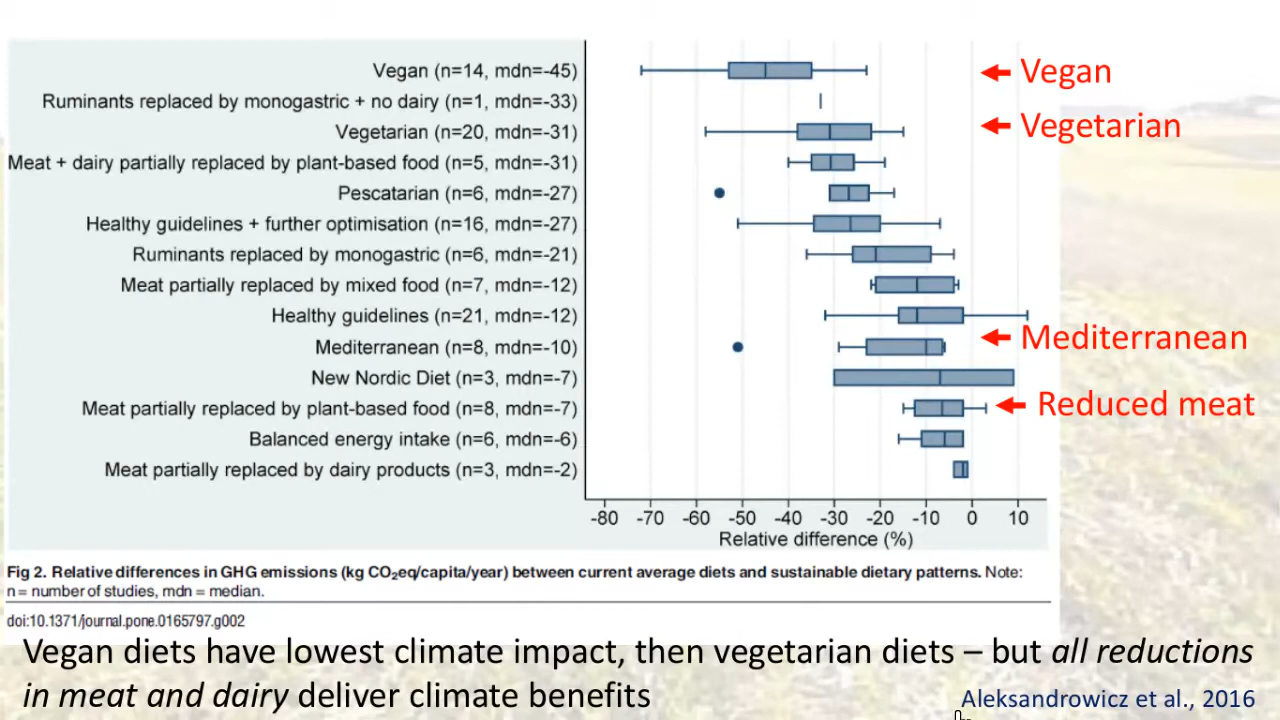 Vegan (n=14, mdn=-45)
Vegan
Ruminants replaced by monogastric + no dairy (n=1, mdn=-33)
Vegetarian (n=20, mdn=-31)
Vegetarian
Meat + dairy partially replaced by plant-based food (n=5, mdn=-31)
Pescatarian (n=6, mdn=-27)
Healthy guidelines + further optimisation (n=16, mdn=-27)
Ruminants replaced by monogastric (n=6, mdn=-21)
Meat partially replaced by mixed food (n=7, mdn=-12)
Healthy guidelines (n=21, mdn=-12)
Mediterranean
Mediterranean (n=8, mdn=-10)
New Nordic Diet (n=3, mdn=-7)
Meat partially replaced by plant-based food (n=8, mdn=-7)
Reduced meat
Balanced energy intake (n=6, mdn=-6)
Meat partially replaced by dairy products (n=3, mdn=-2)
-80 -70 -60 -50 -40 -30 -20 -10 0 10
Relative difference (%)
Fig 2. Relative differences in GHG emissions (kg CO₂eq/capita/year) between current average diets and sustainable dietary patterns. Note:
n = number of studies, mdn = median.
doi:10.1371/journal.pone.0165797.g002
Vegan diets have lowest climate impact, then vegetarian diets – but all reductions
in meat and dairy deliver climate benefits
Aleksandrowicz et al., 2016